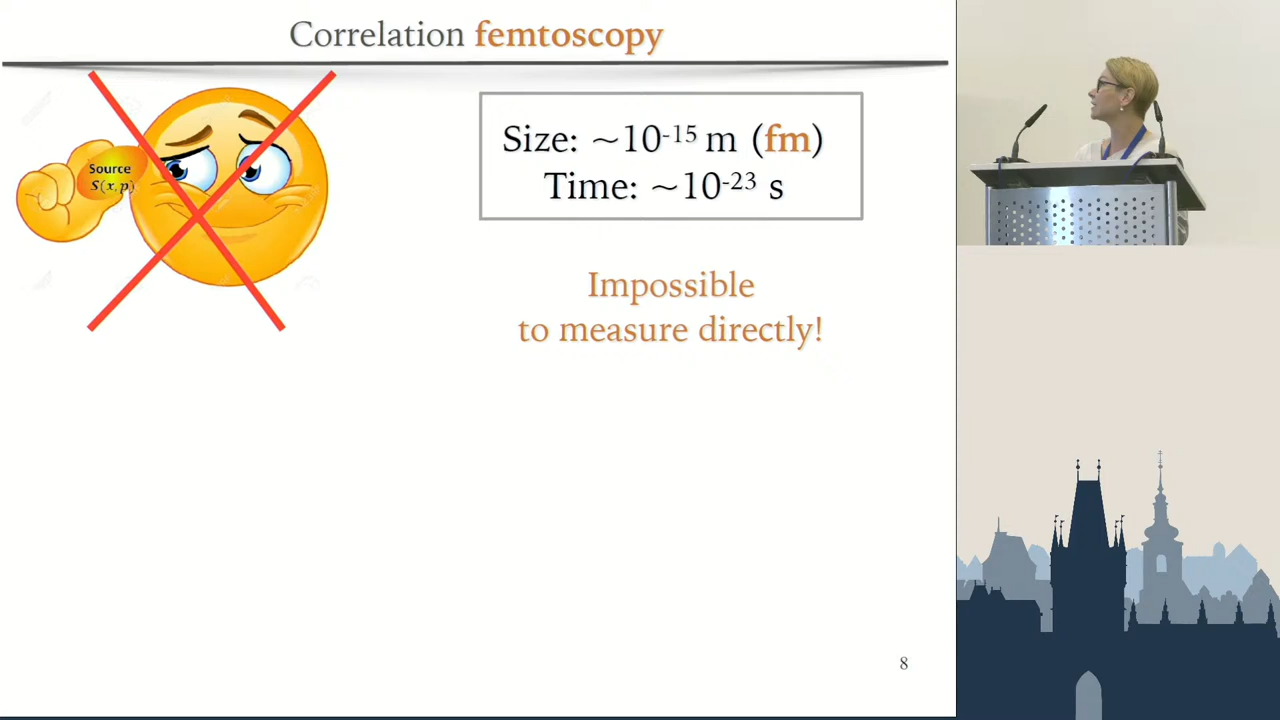 Correlation femtoscopy
Source
S(x,p)
Size: ~10⁻¹⁵ m (fm)
Time: ~10⁻²³ s
Impossible
to measure directly!
8